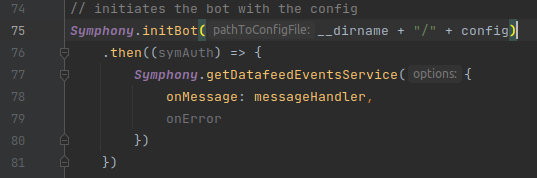 74 // initiates the bot with the config
75 Symphony.initBot( pathToConfigFile: __dirname + "/" + config)
76 .then((symAuth) => {
77 Symphony.getDatafeedEventsService( options: {
78 onMessage: messageHandler,
79 onError
80 })
81 })